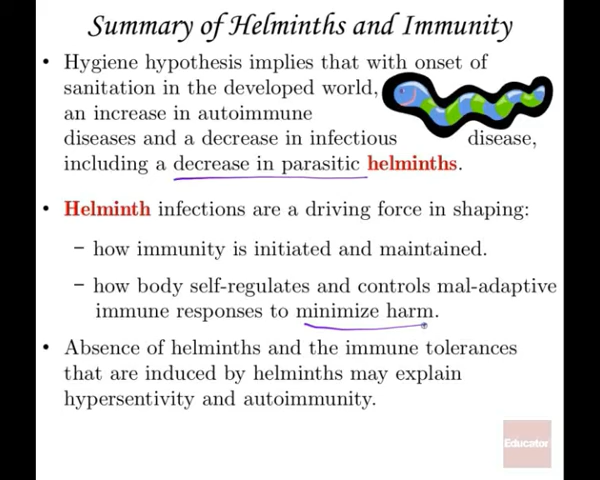 Summary of Helminths and Immunity
• Hygiene hypothesis implies that with onset of
sanitation in the developed world,
an increase in autoimmune
diseases and a decrease in infectious disease,
including a decrease in parasitic helminths.
• Helminth infections are a driving force in shaping:
– how immunity is initiated and maintained.
– how body self-regulates and controls mal-adaptive
immune responses to minimize harm.
• Absence of helminths and the immune tolerances
that are induced by helminths may explain
hypersentivity and autoimmunity.
Educator